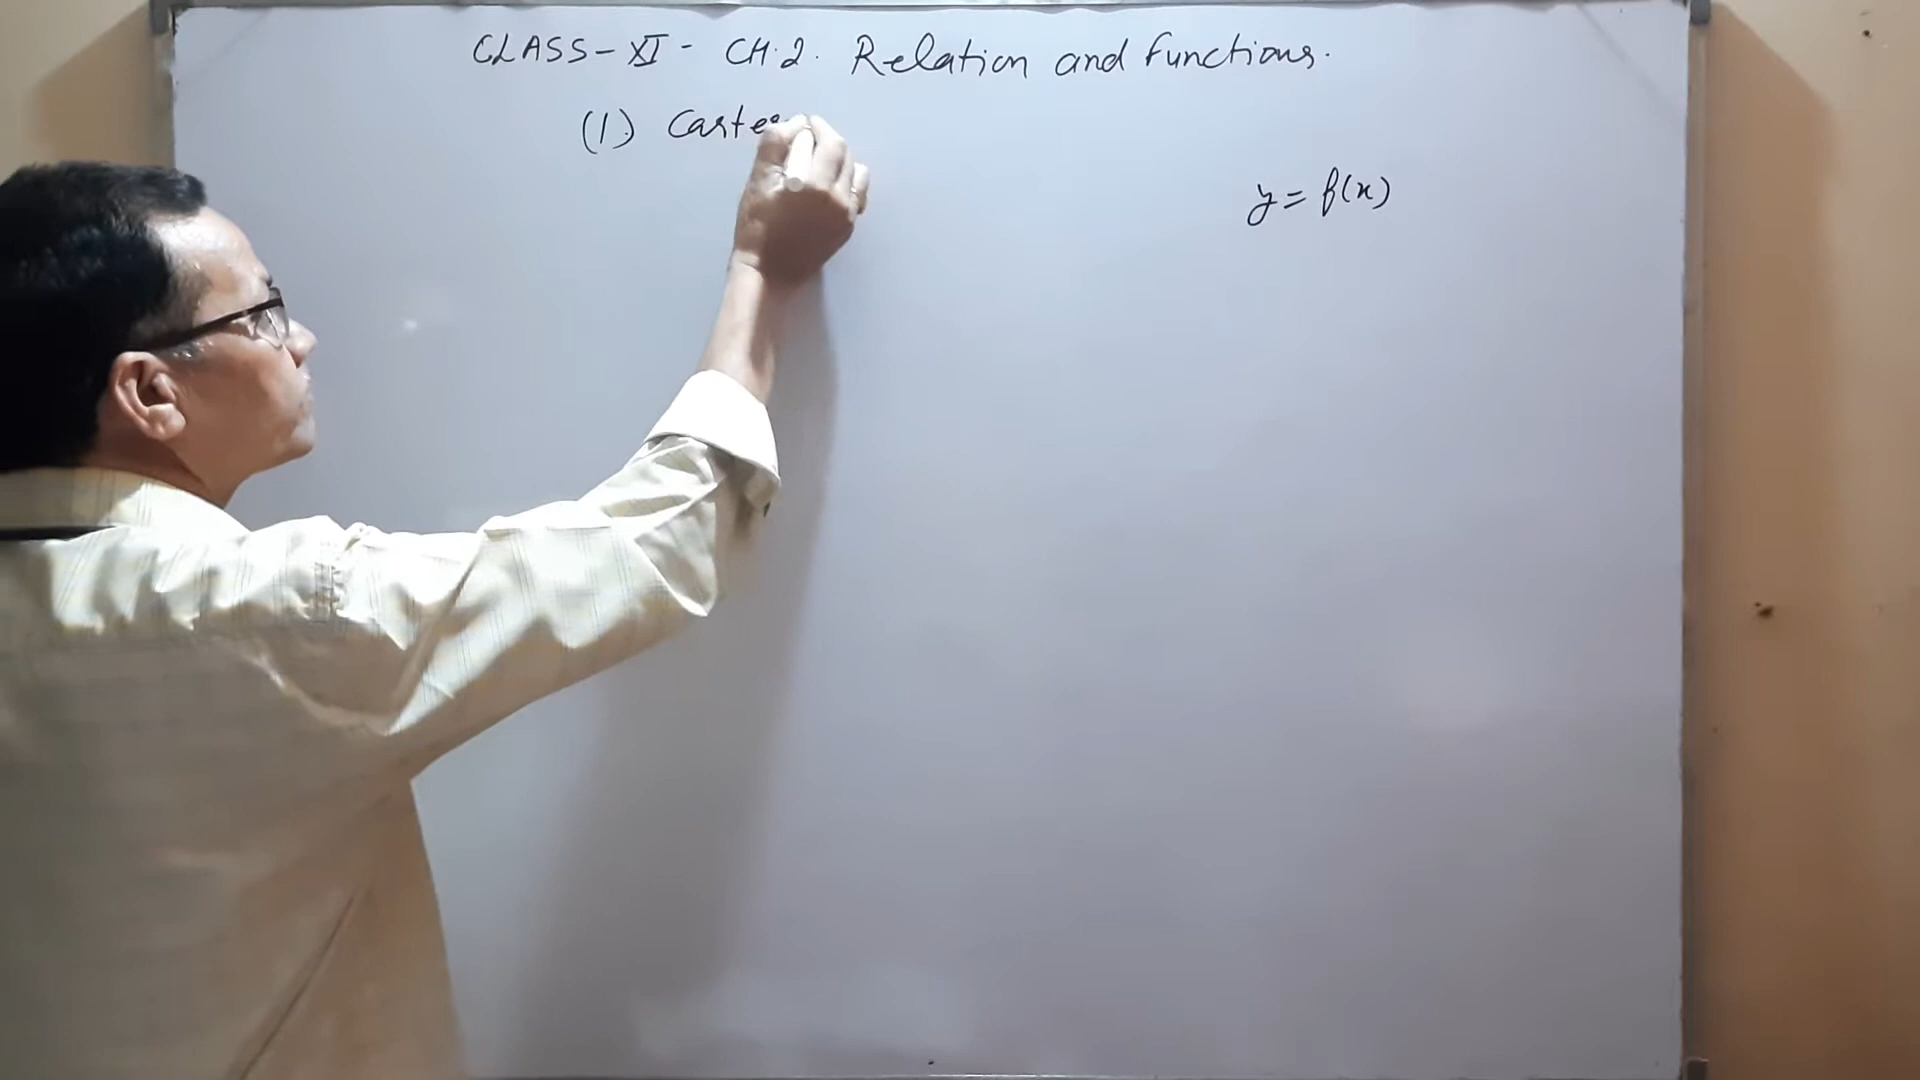 CLASS-XI- CH.2. Relation and functions.
(1) Carte
y = f(x)